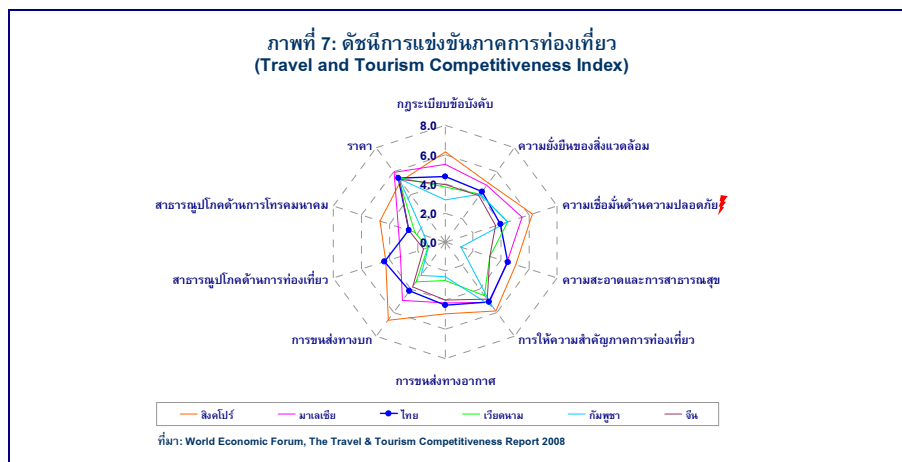 ภาพที่ 7: ดัชนีการแข่งขันภาคการท่องเที่ยว
(Travel and Tourism Competitiveness Index)
กฎระเบียบข้อบังคับ
8.0
6.0
4.0
2.0
0.0
ราคา
ความยั่งยืนของสิ่งแวดล้อม
สาธารณูปโภคด้านการโทรคมนาคม
ความเชื่อมั่นด้านความปลอดภัย
สาธารณูปโภคด้านการท่องเที่ยว
ความสะอาดและการสาธารณสุข
การขนส่งทางบก
การให้ความสำคัญภาคการท่องเที่ยว
การขนส่งทางอากาศ
สิงคโปร์ มาเลเซีย ไทย เวียดนาม กัมพูชา จีน
ที่มา: World Economic Forum, The Travel & Tourism Competitiveness Report 2008